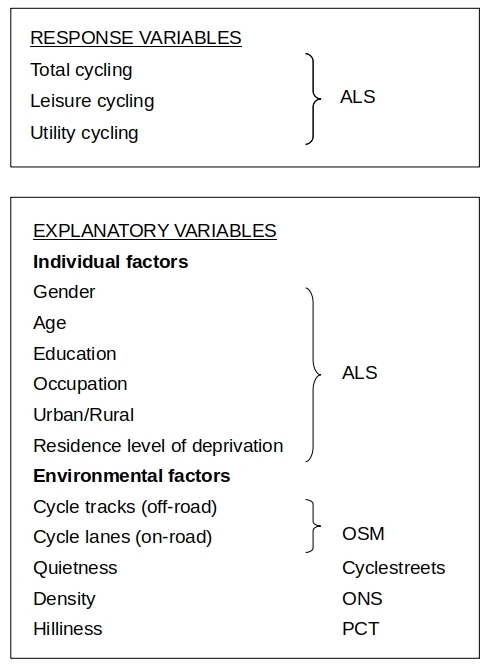 RESPONSE VARIABLES
Total cycling
Leisure cycling
ALS
Utility cycling
EXPLANATORY VARIABLES
Individual factors
Gender
Age
Education
ALS
Occupation
Urban/Rural
Residence level of deprivation
Environmental factors
Cycle tracks (off-road)
Cycle lanes (on-road)
OSM
Quietness Cyclestreets
Density ONS
Hilliness PCT